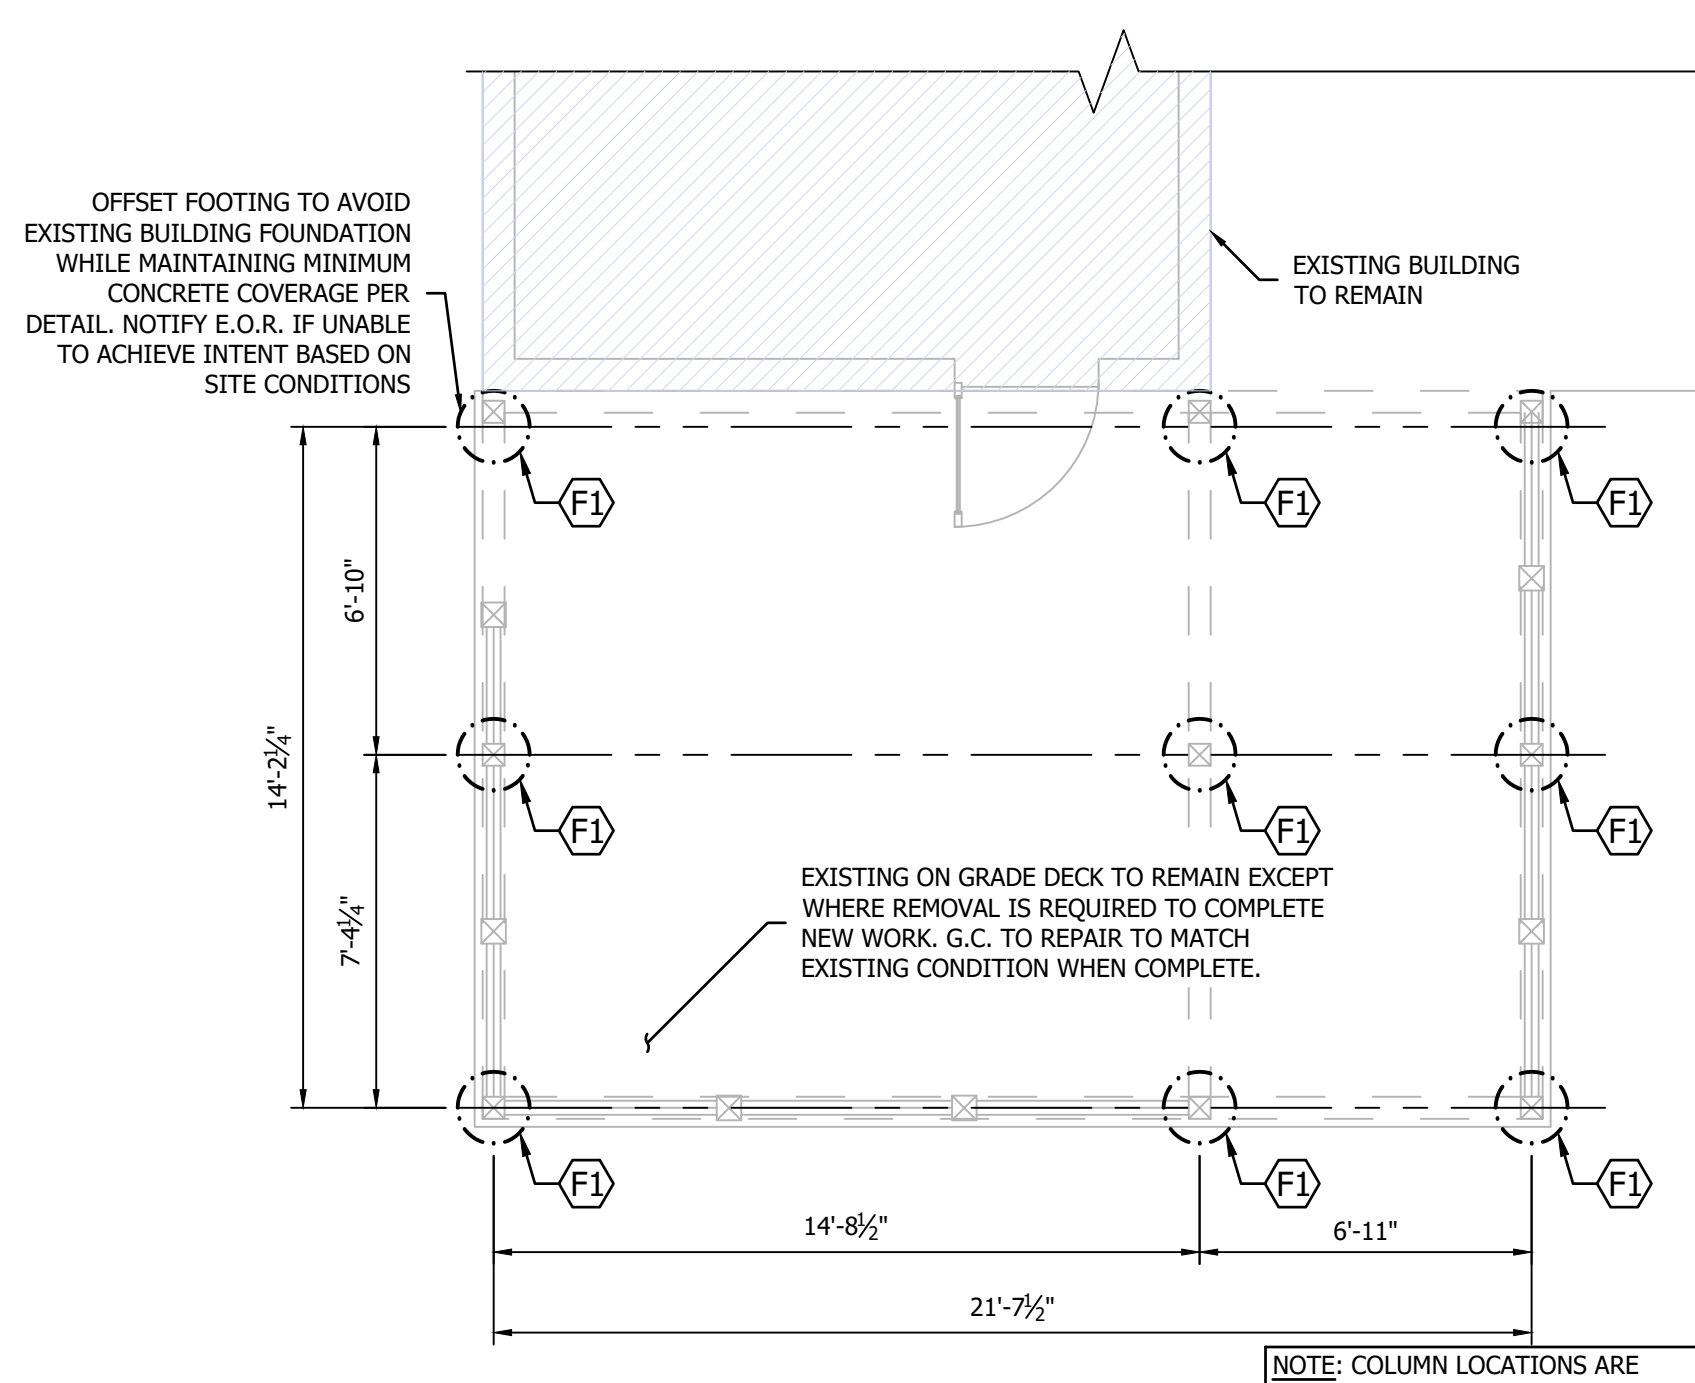 OFFSET FOOTING TO AVOID
EXISTING BUILDING FOUNDATION
WHILE MAINTAINING MINIMUM
CONCRETE COVERAGE PER
DETAIL. NOTIFY E.O.R. IF UNABLE
TO ACHIEVE INTENT BASED ON
SITE CONDITIONS
EXISTING BUILDING
TO REMAIN
F1
F1
F1
6'-10"
14'-2¼"
F1
F1
F1
7'-4¼"
EXISTING ON GRADE DECK TO REMAIN EXCEPT
WHERE REMOVAL IS REQUIRED TO COMPLETE
NEW WORK. G.C. TO REPAIR TO MATCH
EXISTING CONDITION WHEN COMPLETE.
F1
F1
F1
14'-8½"
6'-11"
21'-7½"
NOTE: COLUMN LOCATIONS ARE